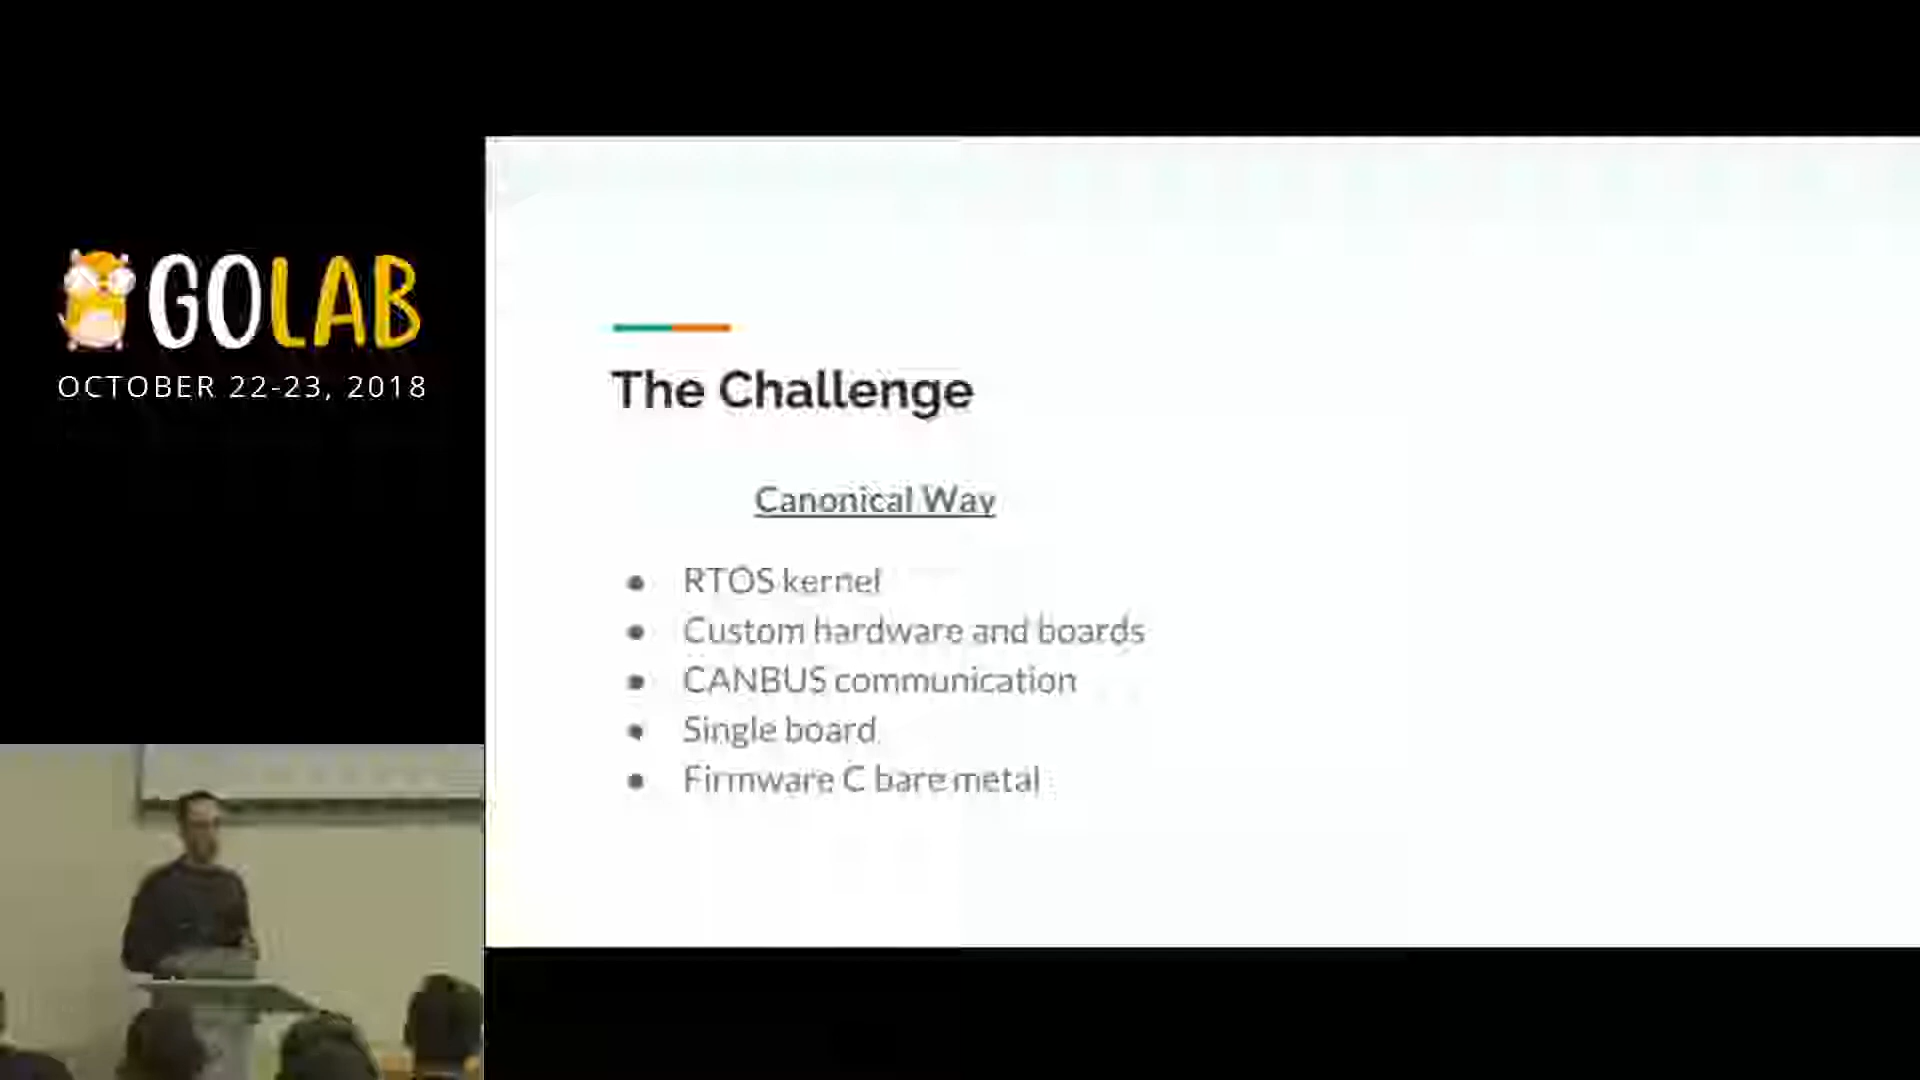 GOLAB
OCTOBER 22-23, 2018
The Challenge
Canonical Way
RTOS kernel
Custom hardware and boards
CANBUS communication
Single board
Firmware C bare metal